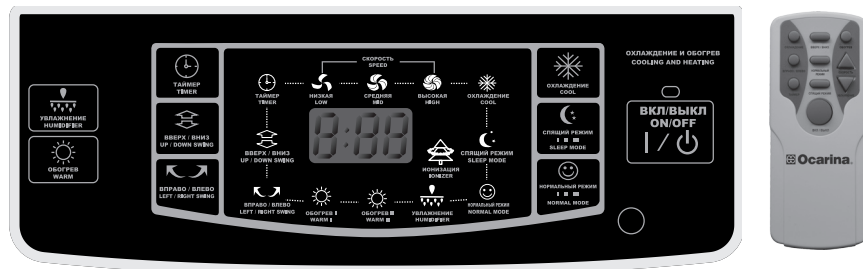 УВЛАЖНЕНИЕ
HUMIDIFIER
ОБОГРЕВ
WARM
ТАЙМЕР
TIMER
ВВЕРХ / ВНИЗ
UP / DOWN SWING
ВПРАВО / ВЛЕВО
LEFT / RIGHT SWING
СКОРОСТЬ
SPEED
ТАЙМЕР
TIMER
НИЗКАЯ
LOW
СРЕДНЯЯ
MID
ВЫСОКАЯ
HIGH
ОХЛАЖДЕНИЕ
COOL
8:88
ВВЕРХ / ВНИЗ
UP / DOWN SWING
ИОНИЗАЦИЯ
IONIZER
СПЯЩИЙ РЕЖИМ
SLEEP MODE
ВПРАВО / ВЛЕВО
LEFT / RIGHT SWING
ОБОГРЕВ I
WARM I
ОБОГРЕВ II
WARM II
УВЛАЖНЕНИЕ
HUMIDIFIER
НОРМАЛЬНЫЙ РЕЖИМ
NORMAL MODE
ОХЛАЖДЕНИЕ
COOL
СПЯЩИЙ РЕЖИМ
SLEEP MODE
НОРМАЛЬНЫЙ РЕЖИМ
NORMAL MODE
ОХЛАЖДЕНИЕ И ОБОГРЕВ
COOLING AND HEATING
ВКЛ/ВЫКЛ
ON/OFF
Ocarina.